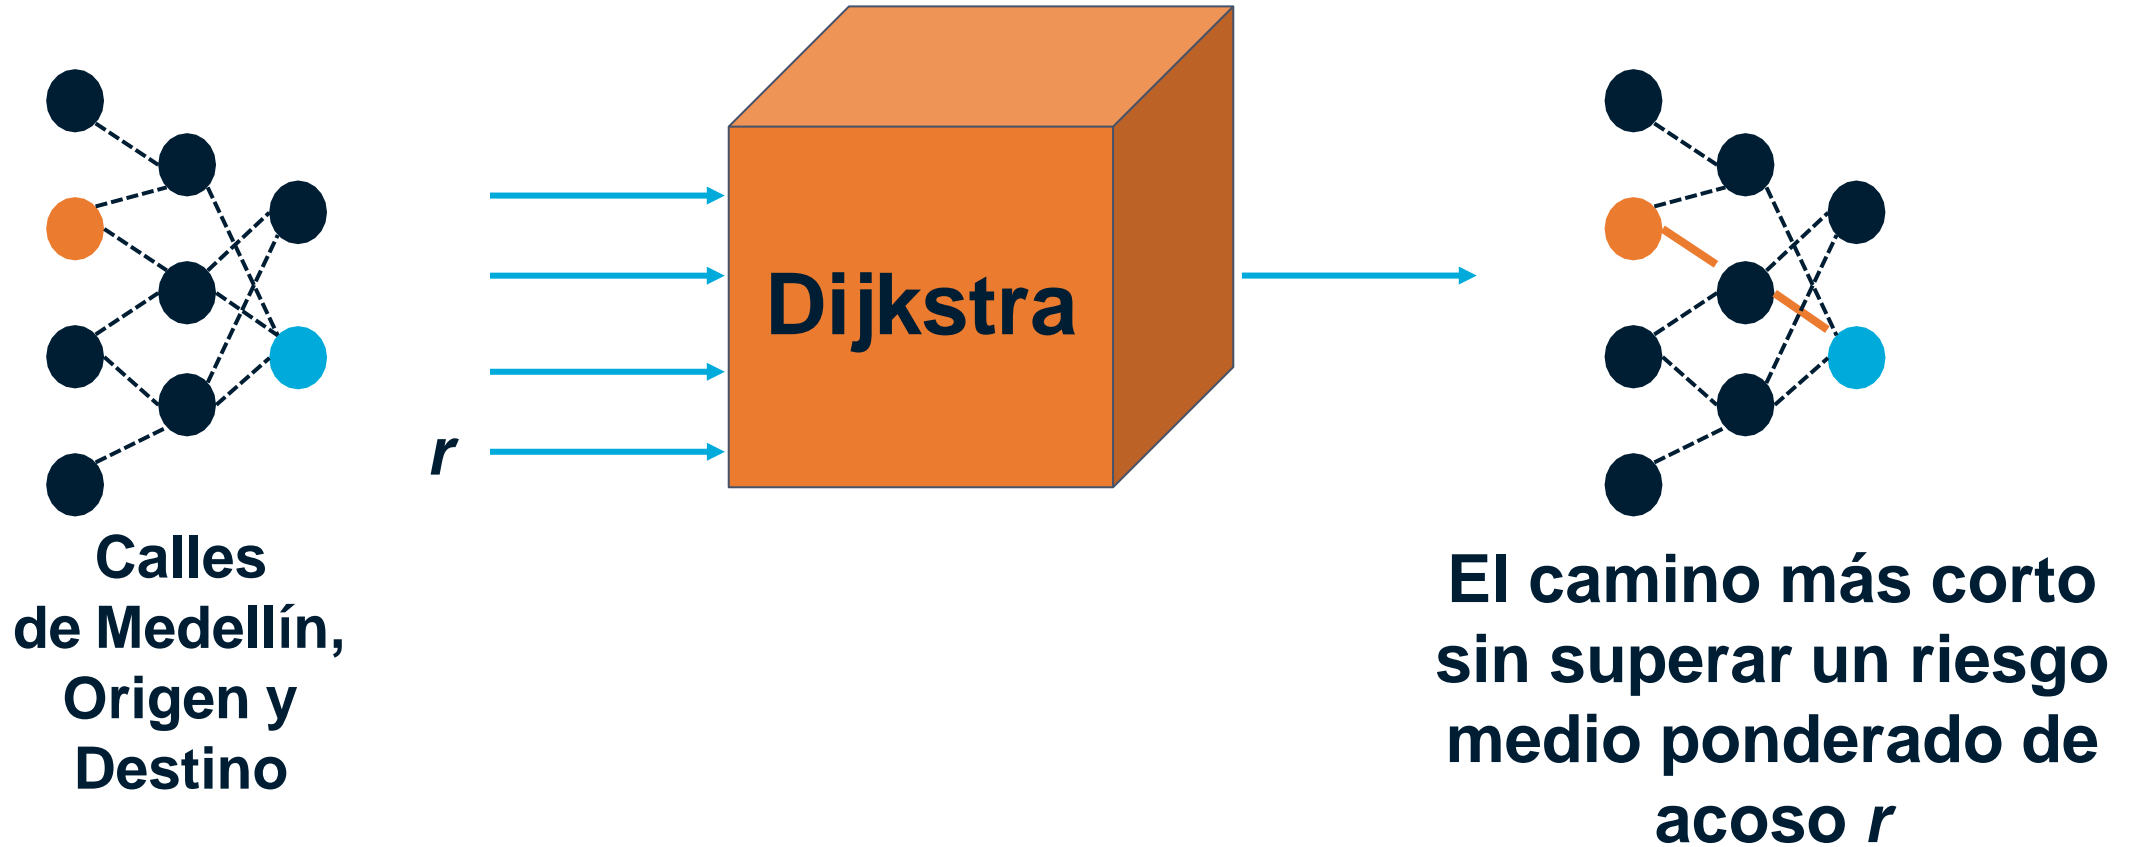 Calles
de Medellín,
Origen y
Destino
r
Dijkstra
El camino más corto
sin superar un riesgo
medio ponderado de
acoso r